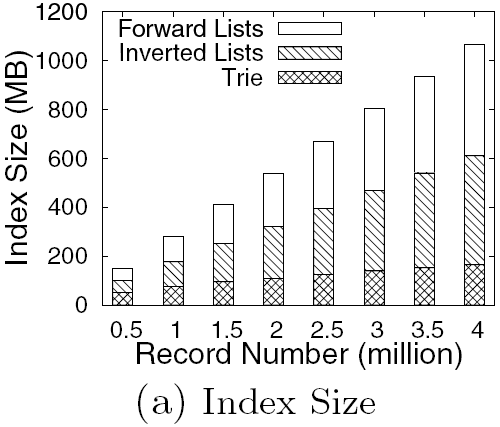 1200
1000
800
600
400
200
0
Index Size (MB)
Forward Lists
Inverted Lists
Trie
0.5 1 1.5 2 2.5 3 3.5 4
Record Number (million)
(a) Index Size